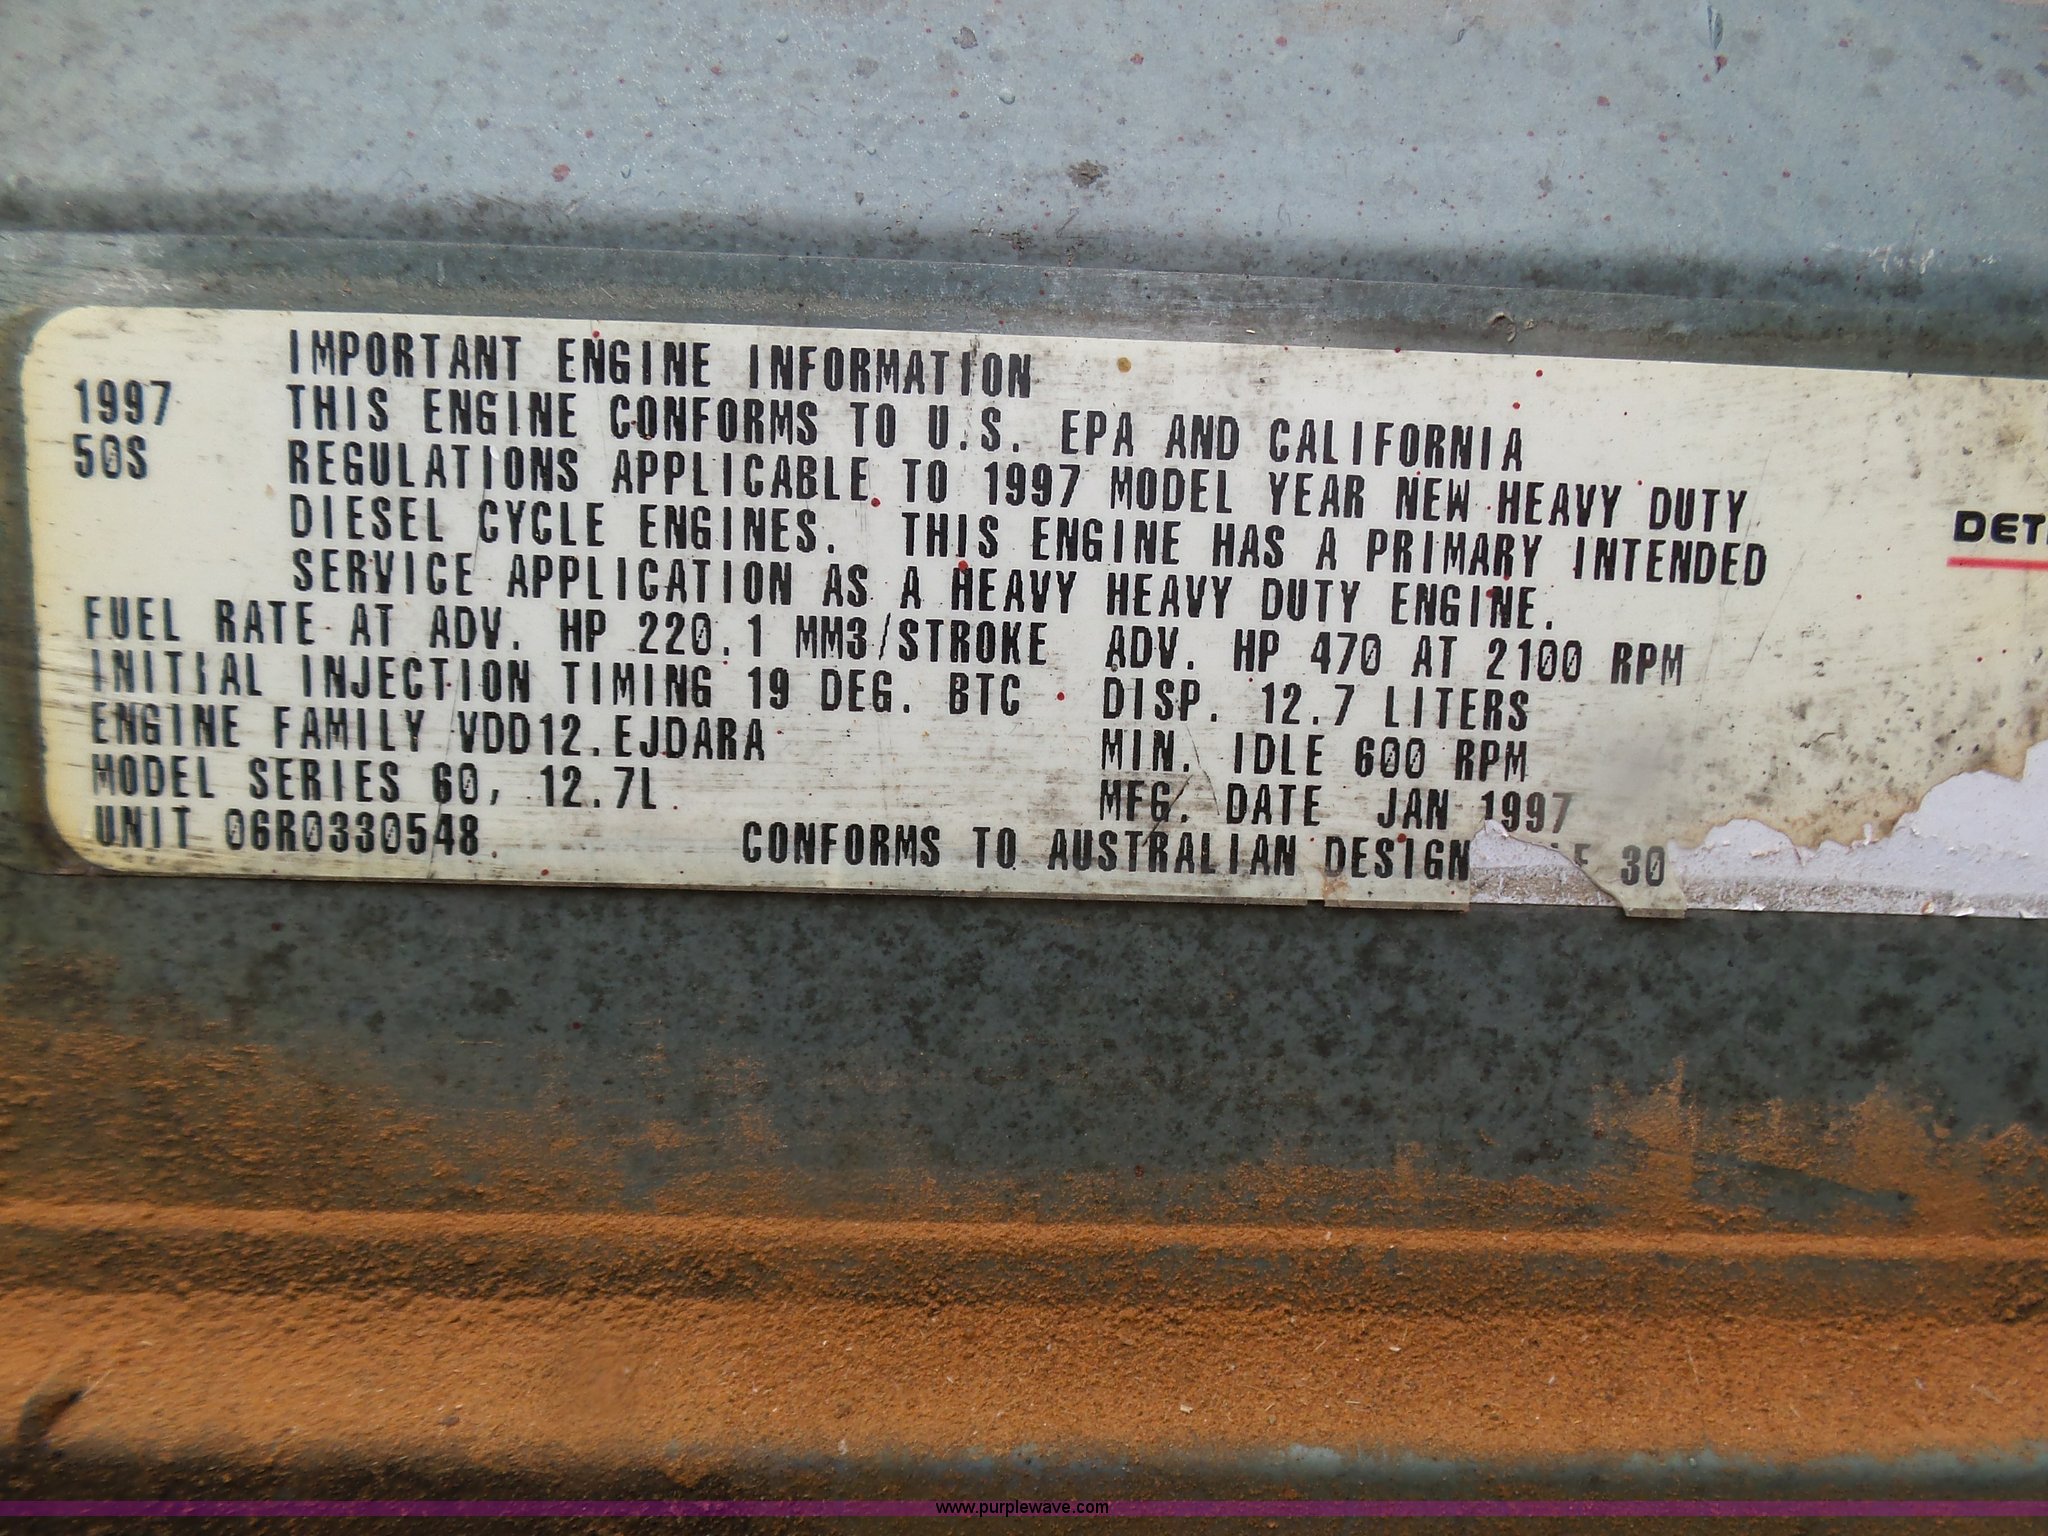 IMPORTANT ENGINE INFORMATION
1997 THIS ENGINE CONFORMS TO U.S. EPA AND CALIFORNIA
50S REGULATIONS APPLICABLE TO 1997 MODEL YEAR NEW HEAVY DUTY
DIESEL CYCLE ENGINES. THIS ENGINE HAS A PRIMARY INTENDED
SERVICE APPLICATION AS A HEAVY HEAVY DUTY ENGINE.
FUEL RATE AT ADV. HP 220.1 MM3/STROKE ADV. HP 470 AT 2100 RPM
INITIAL INJECTION TIMING 19 DEG. BTC DISP. 12.7 LITERS
ENGINE FAMILY VDD12.EJDARA MIN. IDLE 600 RPM
MODEL SERIES 60, 12.7L MFG. DATE JAN 1997
UNIT 06R0330548 CONFORMS TO AUSTRALIAN DESIGN 30
DET
www.purplewave.com